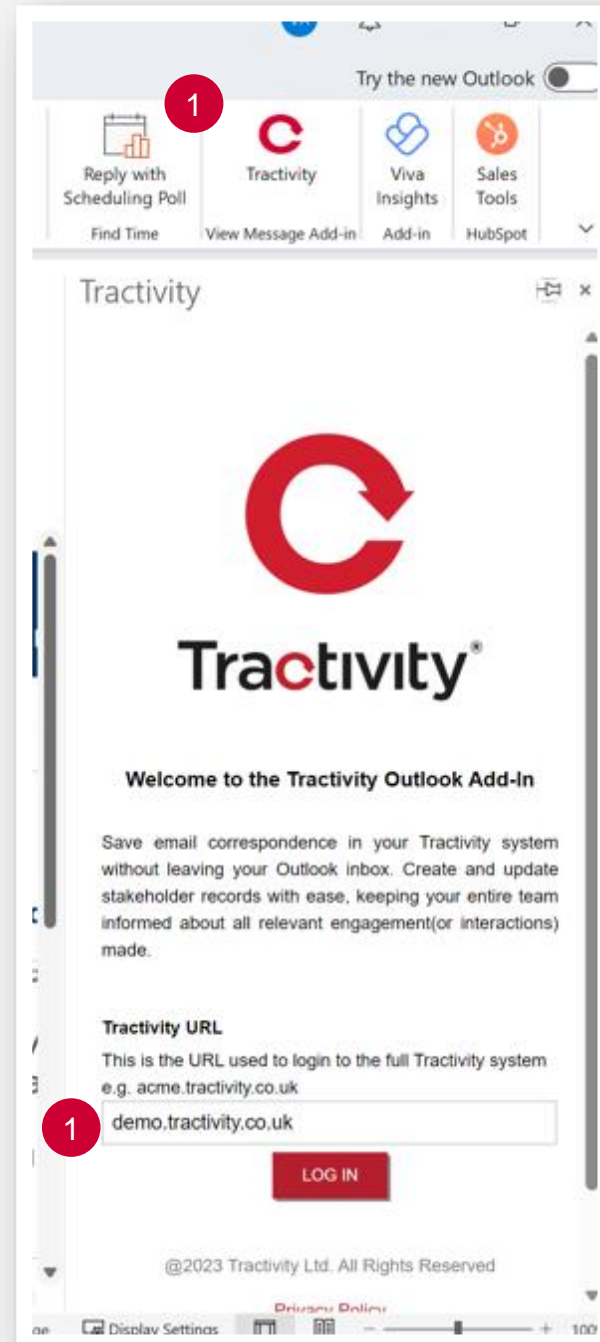 Try the new Outlook
1
Reply with
Scheduling Poll
Tractivity
Viva
Insights
Sales
Tools
Find Time
View Message Add-in
Add-in
HubSpot
Tractivity
Tractivity®
Welcome to the Tractivity Outlook Add-In
Save email correspondence in your Tractivity system
without leaving your Outlook inbox. Create and update
stakeholder records with ease, keeping your entire team
informed about all relevant engagement(or interactions)
made.
Tractivity URL
This is the URL used to login to the full Tractivity system
e.g. acme.tractivity.co.uk
1
demo.tractivity.co.uk
LOG IN
@2023 Tractivity Ltd. All Rights Reserved
Privacy Policy
Display Settings
100